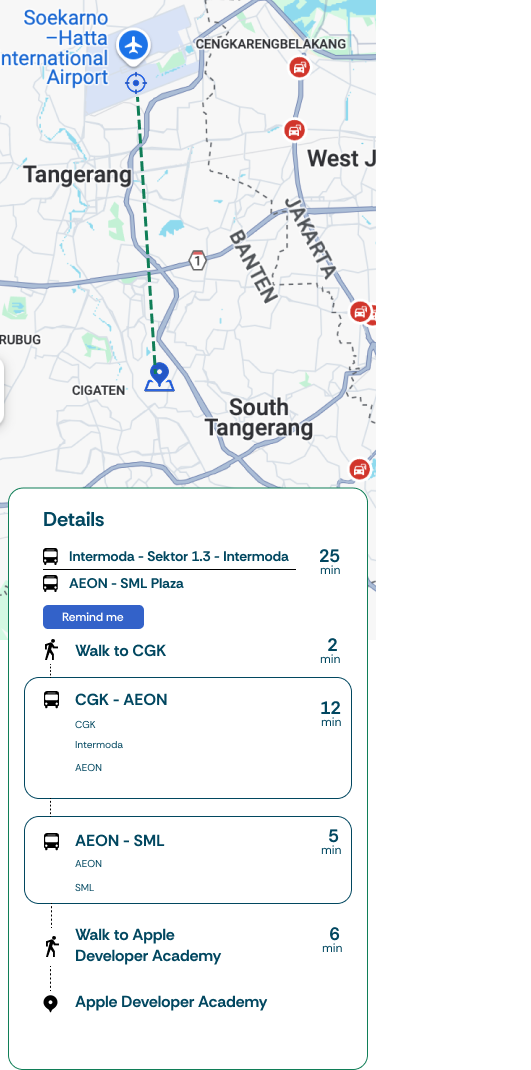 Soekarno
–Hatta
nternational
Airport
CENGKARENGBELAKANG
Tangerang
West J
JAKARTA
BANTEN
1
RUBUG
CIGATEN
South
Tangerang
Details
Intermoda - Sektor 1.3 - Intermoda
25
min
AEON - SML Plaza
Remind me
Walk to CGK
2
min
CGK - AEON
12
min
CGK
Intermoda
AEON
AEON - SML
5
min
AEON
SML
Walk to Apple
Developer Academy
6
min
Apple Developer Academy